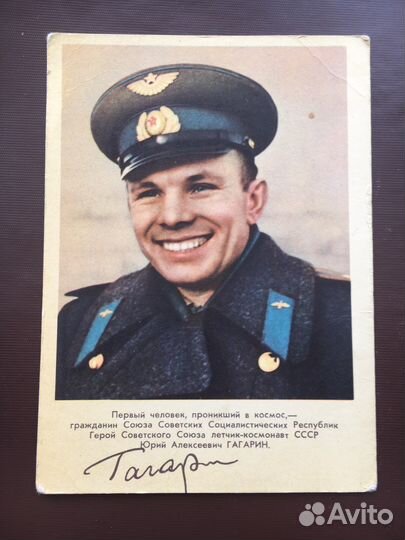 Первый человек, проникший в космос,—
гражданин Союза Советских Социалистических Республик
Герой Советского Союза летчик-космонавт СССР
Юрий Алексеевич ГАГАРИН.
Гагарин
Avito